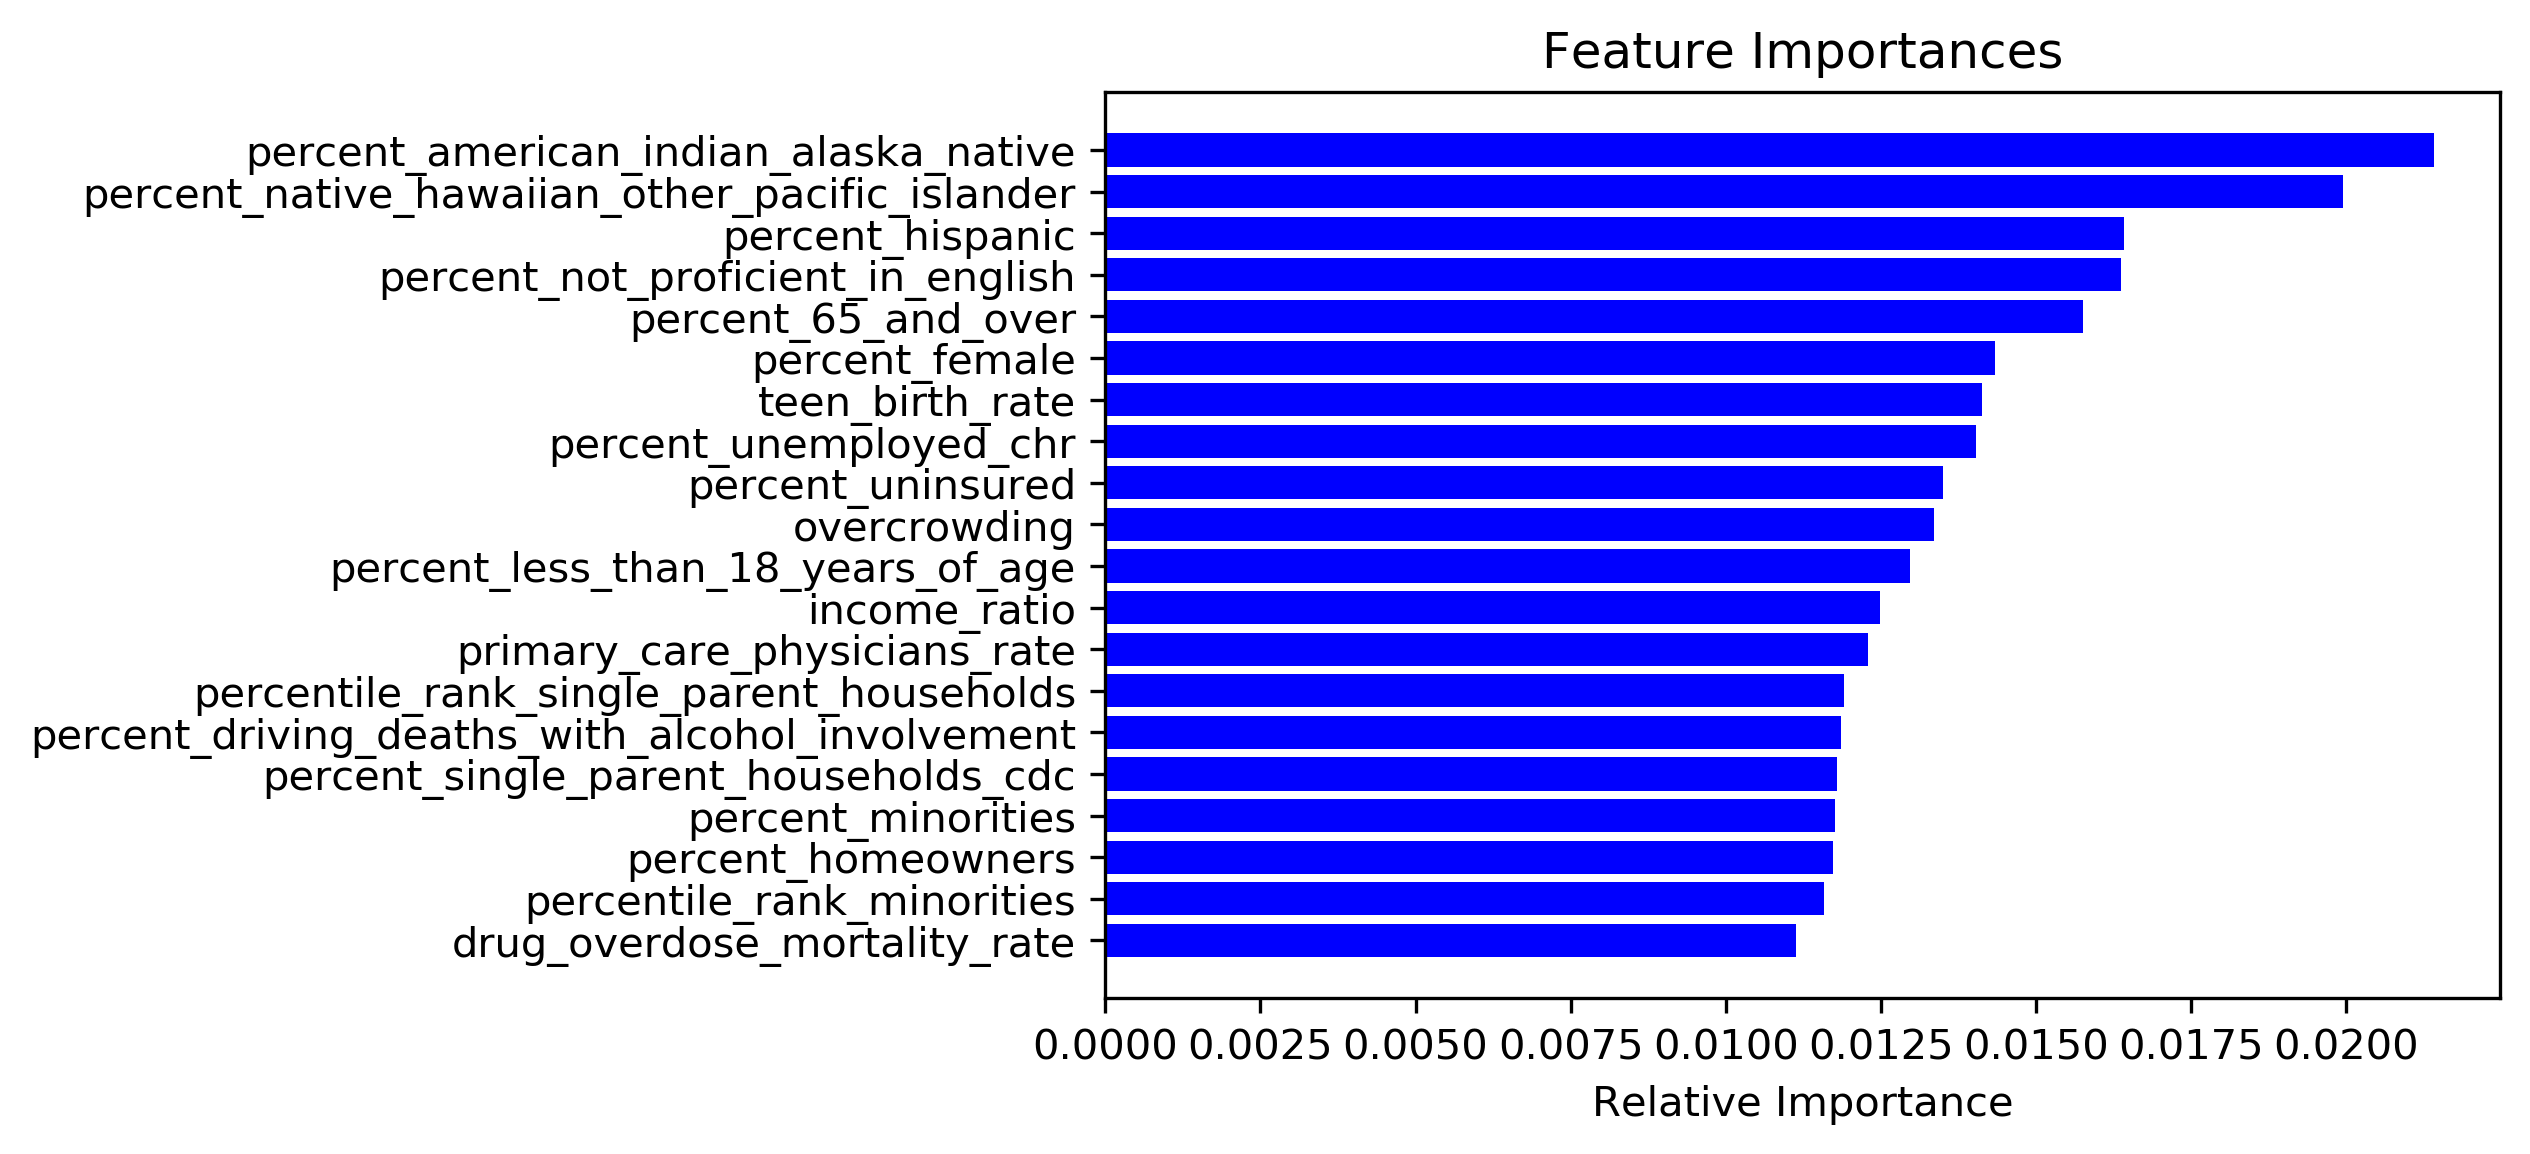 Feature Importances
percent_american_indian_alaska_native
percent_native_hawaiian_other_pacific_islander
percent_hispanic
percent_not_proficient_in_english
percent_65_and_over
percent_female
teen_birth_rate
percent_unemployed_chr
percent_uninsured
overcrowding
percent_less_than_18_years_of_age
income_ratio
primary_care_physicians_rate
percentile_rank_single_parent_households
percent_driving_deaths_with_alcohol_involvement
percent_single_parent_households_cdc
percent_minorities
percent_homeowners
percentile_rank_minorities
drug_overdose_mortality_rate
0.0000 0.0025 0.0050 0.0075 0.0100 0.0125 0.0150 0.0175 0.0200
Relative Importance